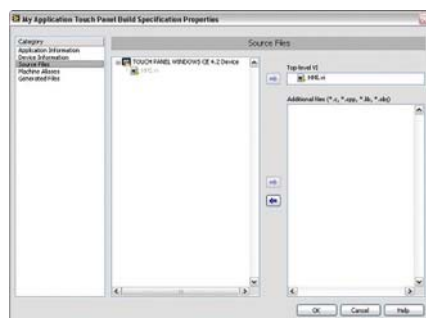 My Application Touch Panel Build Specification Properties
Category
Application Information
Device Information
Source Files
Machine Aliases
Generated Files
Source Files
TOUCH PANEL WINDOWS CE 4.2 Device
HMI.vi
Top-level VI
HMI.vi
Additional files (*.c, *.cpp, *.lib, *.obj)
OK
Cancel
Help